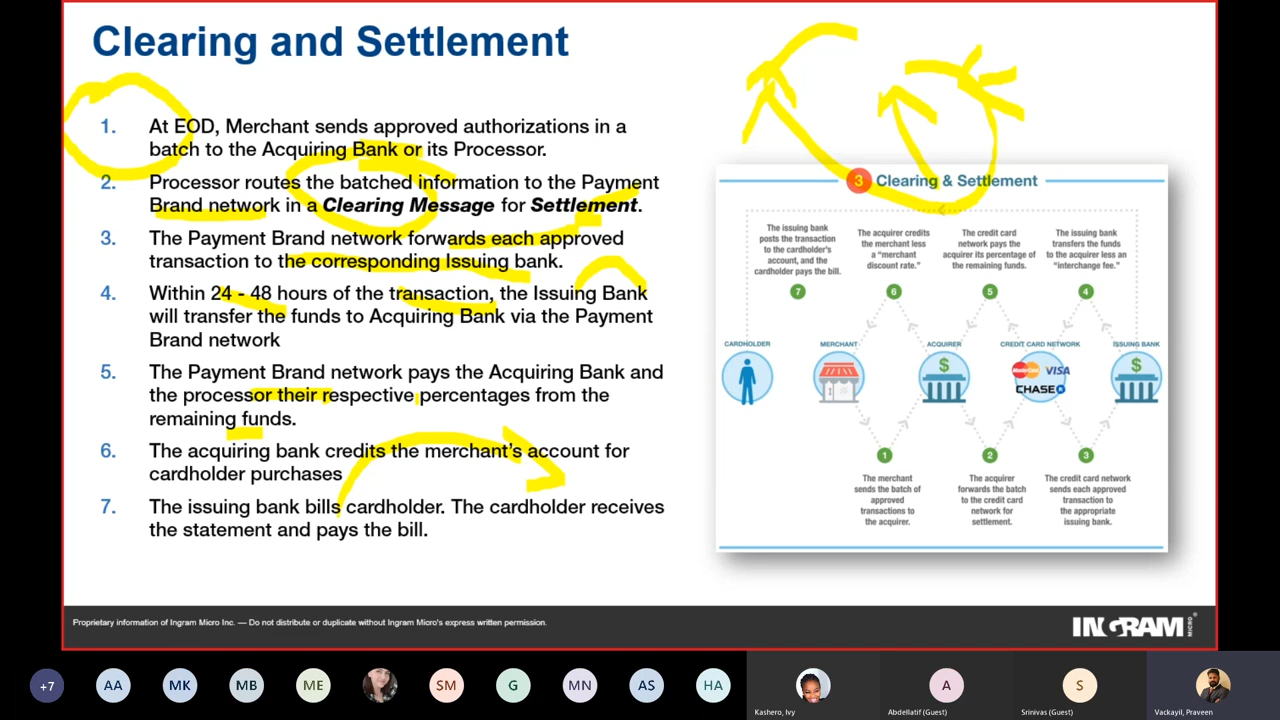 Clearing and Settlement
1. At EOD, Merchant sends approved authorizations in a
batch to the Acquiring Bank or its Processor.
2. Processor routes the batched information to the Payment
Brand network in a Clearing Message for Settlement.
3. The Payment Brand network forwards each approved
transaction to the corresponding Issuing bank.
4. Within 24 - 48 hours of the transaction, the Issuing Bank
will transfer the funds to Acquiring Bank via the Payment
Brand network
5. The Payment Brand network pays the Acquiring Bank and
the processor their respective percentages from the
remaining funds.
6. The acquiring bank credits the merchant's account for
cardholder purchases
7. The issuing bank bills cardholder. The cardholder receives
the statement and pays the bill.
3 Clearing & Settlement
The issuing bank
posts the transaction
to the cardholder's
account, and the
cardholder pays the bill.
7
The acquirer credits
the merchant less
a "merchant
discount rate."
6
The credit card
network pays the
acquirer its percentage of
the remaining funds.
5
The issuing bank
transfers the funds
to the acquirer less an
"interchange fee."
4
CARDHOLDER
MERCHANT
ACQUIRER
$
CREDIT CARD NETWORK
MasterCard VISA
CHASE
ISSUING BANK
$
1
The merchant
sends the batch of
approved
transactions to
the acquirer.
2
The acquirer
forwards the batch
to the credit card
network for
settlement.
3
The credit card network
sends each approved
transaction to
the appropriate
issuing bank.
Proprietary information of Ingram Micro Inc. — Do not distribute or duplicate without Ingram Micro's express written permission.
INGRAM MICRO
+7 AA MK MB ME SM G MN AS HA A S
Kashero, Ivy Abdellatif (Guest) Srinivas (Guest) Vackayil, Praveen